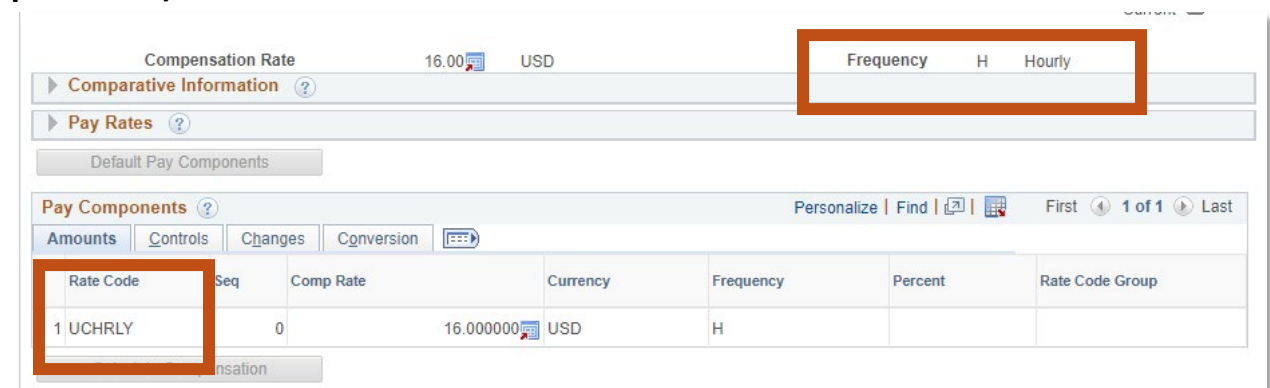 Compensation Rate 16.00 USD Frequency H Hourly
Comparative Information ?
Pay Rates ?
Default Pay Components
Pay Components ? Personalize | Find | | First 1 of 1 Last
Amounts Controls Changes Conversion
Rate Code Seq Comp Rate Currency Frequency Percent Rate Code Group
1 UCHRLY 0 16.000000 USD H